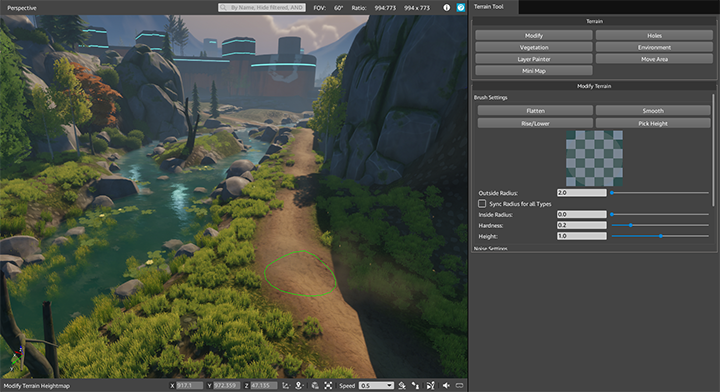 Perspective
By Name, Hide filtered, AND
FOV: 60° Ratio: 994:773 994 x 773
Terrain Tool
Terrain
Modify Holes
Vegetation Environment
Layer Painter Move Area
Mini Map
Modify Terrain
Brush Settings
Flatten Smooth
Rise/Lower Pick Height
Outside Radius: 2.0
Sync Radius for all Types
Inside Radius: 0.0
Hardness: 0.2
Height: 1.0
Noise Settings
Modify Terrain Heightmap
X 917.1 Y 972.359 Z 47.135 Speed 0.5